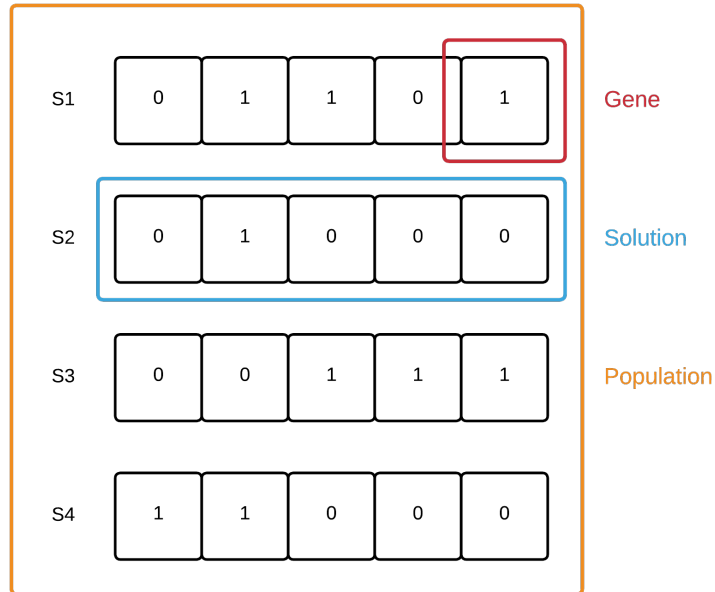 S1 0 1 1 0 1 Gene
S2 0 1 0 0 0 Solution
S3 0 0 1 1 1 Population
S4 1 1 0 0 0